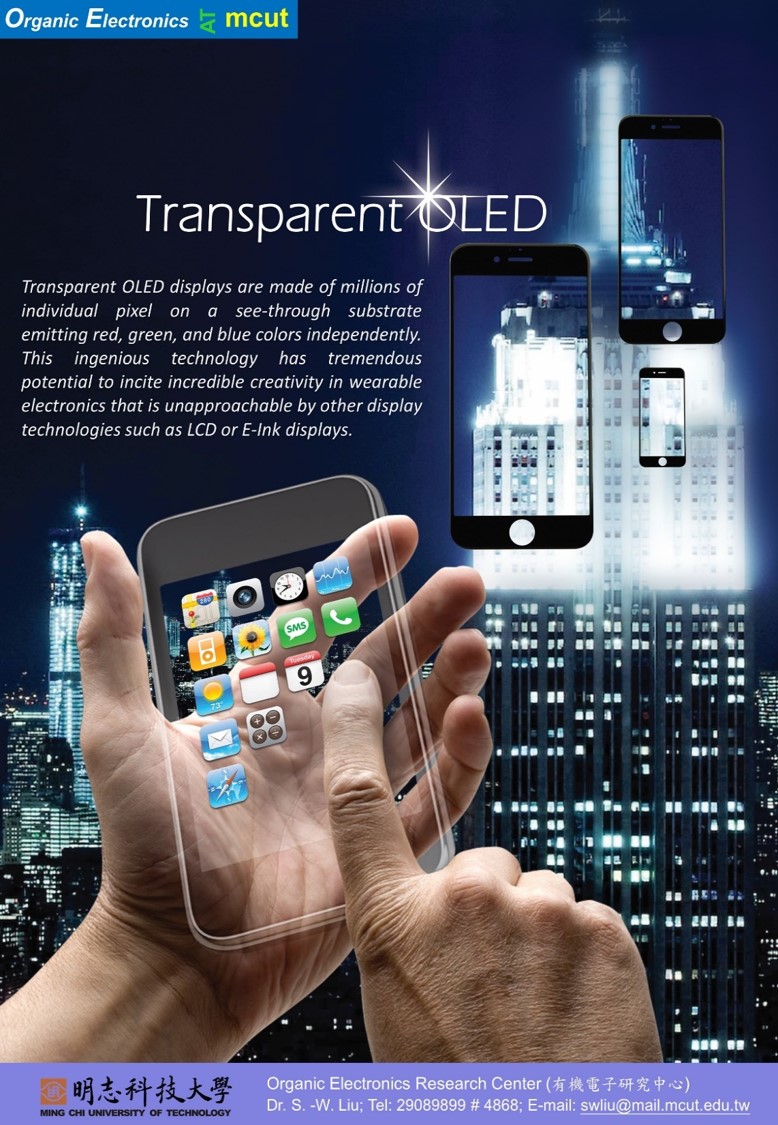 Organic Electronics AT mcut
Transparent OLED
Transparent OLED displays are made of millions of
individual pixel on a see-through substrate
emitting red, green, and blue colors independently.
This ingenious technology has tremendous
potential to incite incredible creativity in wearable
electronics that is unapproachable by other display
technologies such as LCD or E-Ink displays.
280
SMS
Tuesday
9
73°
明志科技大學
MING CHI UNIVERSITY OF TECHNOLOGY
Organic Electronics Research Center (有機電子研究中心)
Dr. S. -W. Liu; Tel: 29089899 # 4868; E-mail: swliu@mail.mcut.edu.tw